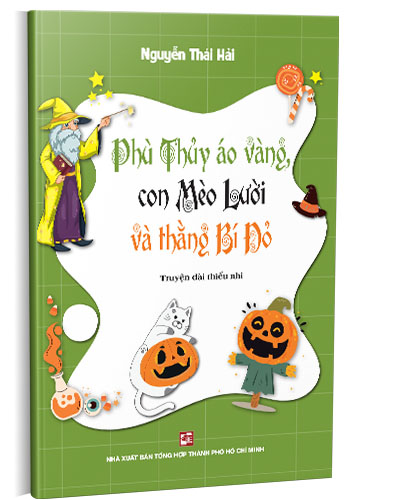 Nguyễn Thái Hải
Phù Thủy áo vàng,
con Mèo Lười
và thằng Bí Đỏ
Truyện dài thiếu nhi
NHÀ XUẤT BẢN TỔNG HỢP THÀNH PHỐ HỒ CHÍ MINH